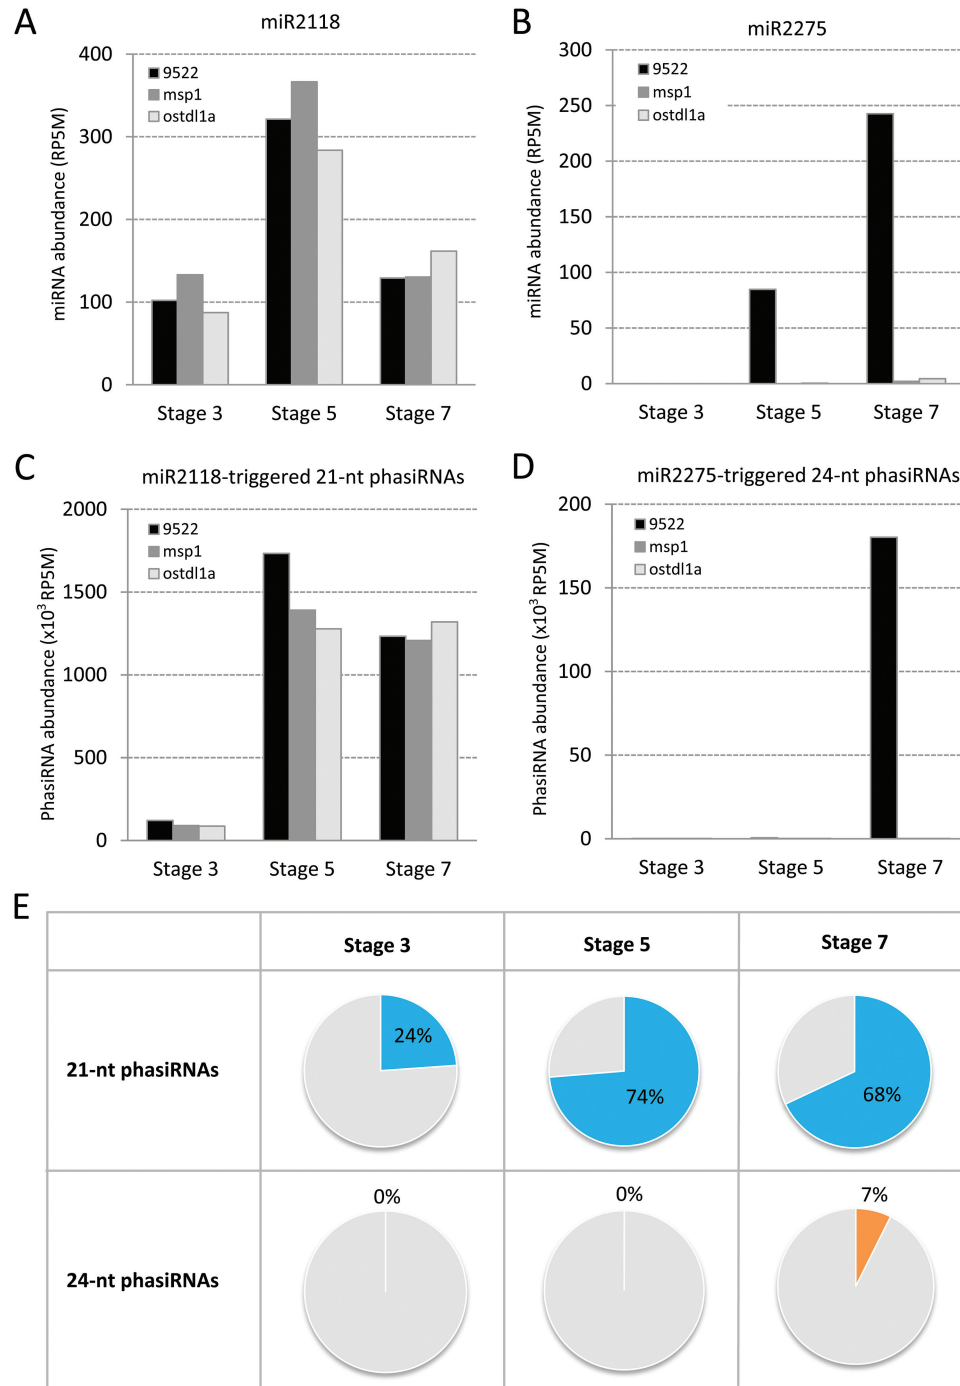 A
miR2118
miRNA abundance (RP5M)
400
300
200
100
0
9522
msp1
ostdl1a
Stage 3
Stage 5
Stage 7
B
miR2275
miRNA abundance (RP5M)
300
250
200
150
100
50
0
9522
msp1
ostdl1a
Stage 3
Stage 5
Stage 7
C
miR2118-triggered 21-nt phasiRNAs
PhasiRNA abundance (x10³ RP5M)
2000
1500
1000
500
0
9522
msp1
ostdl1a
Stage 3
Stage 5
Stage 7
D
miR2275-triggered 24-nt phasiRNAs
PhasiRNA abundance (x10³ RP5M)
200
150
100
50
0
9522
msp1
ostdl1a
Stage 3
Stage 5
Stage 7
E
Stage 3
Stage 5
Stage 7
21-nt phasiRNAs
24%
74%
68%
24-nt phasiRNAs
0%
0%
7%